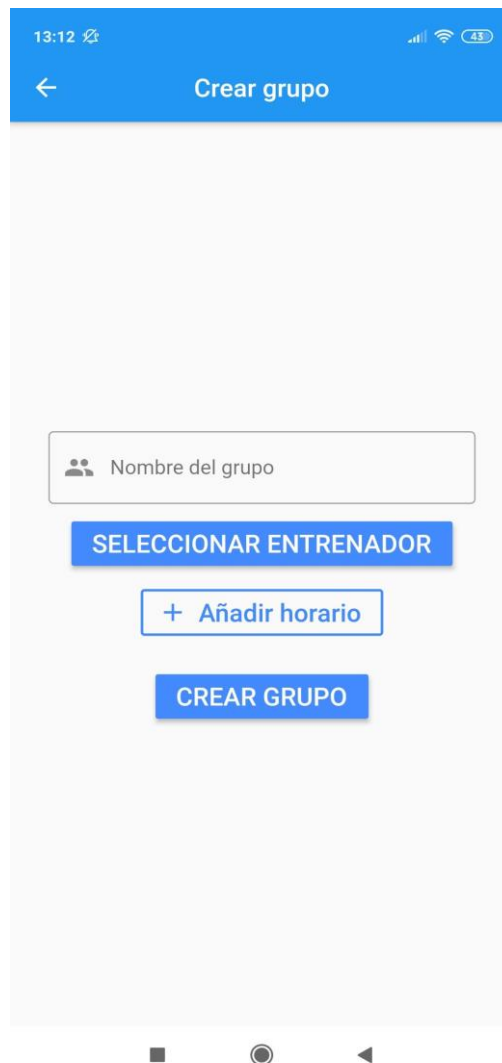 13:12
43
Crear grupo
Nombre del grupo
SELECCIONAR ENTRENADOR
+ Añadir horario
CREAR GRUPO